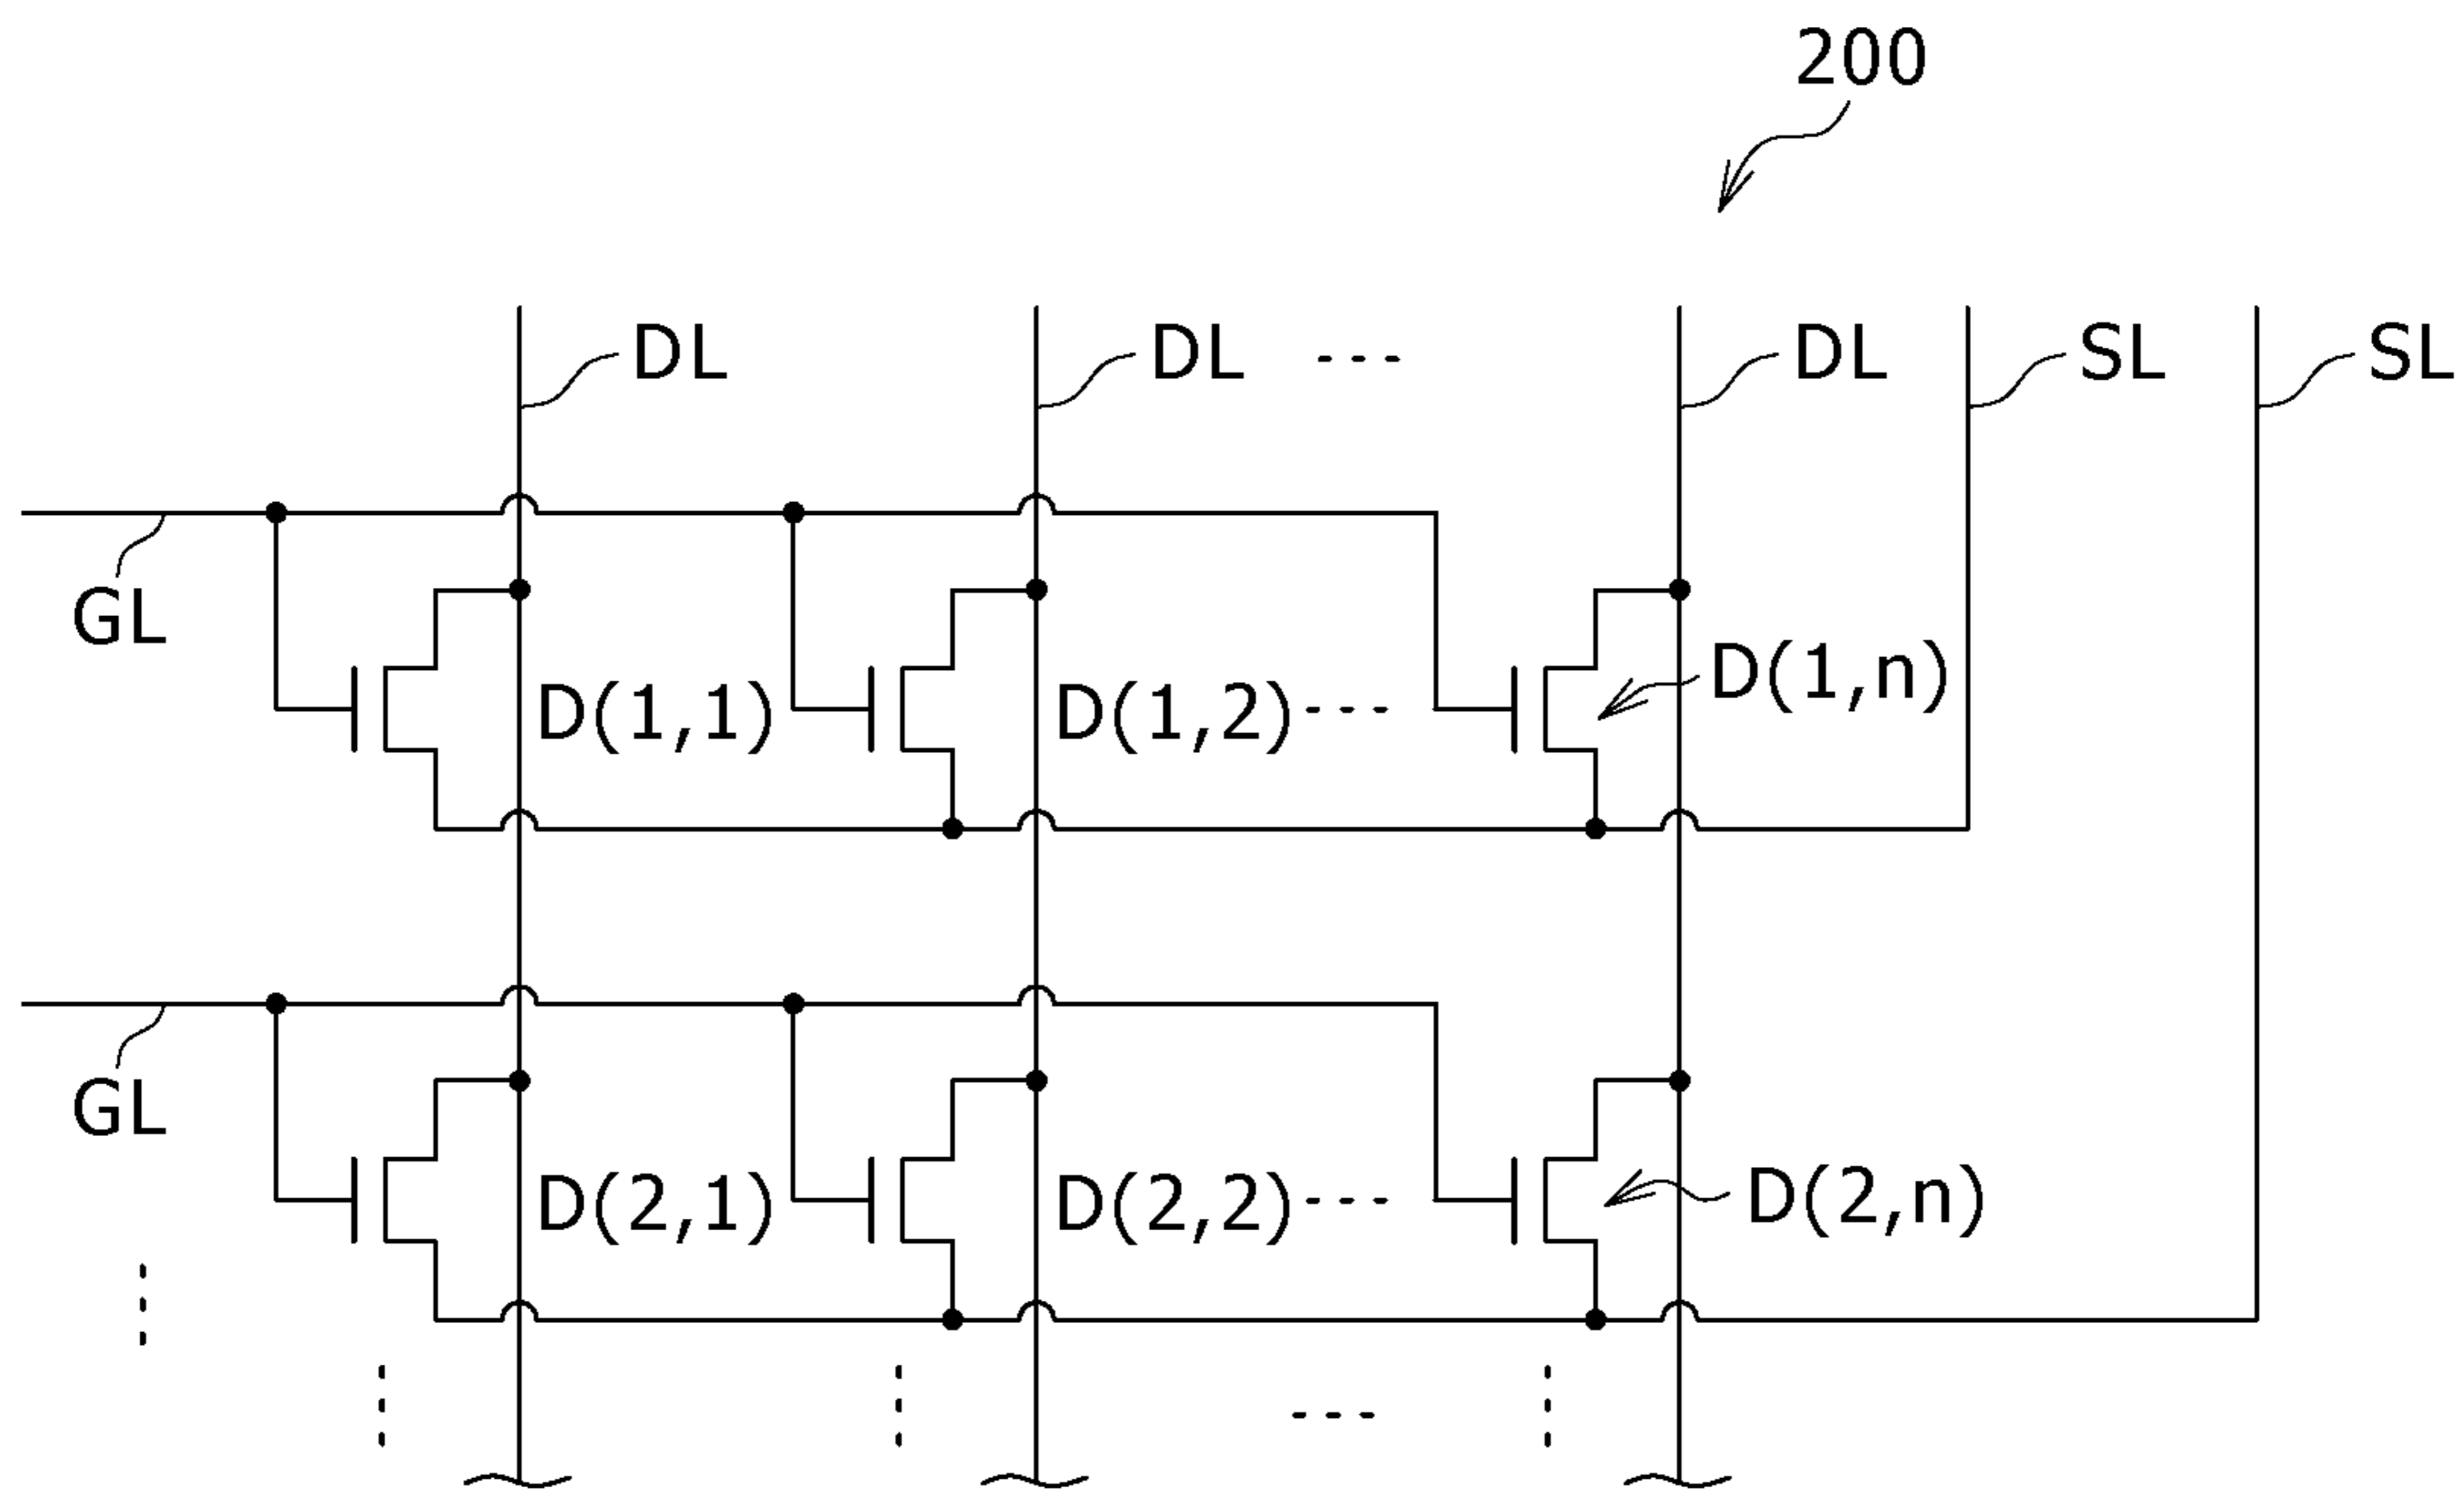 200
DL DL --- DL SL SL
GL
D(1,n)
D(1,1) D(1,2) ---
GL
D(2,1) D(2,2) --- D(2,n)
---